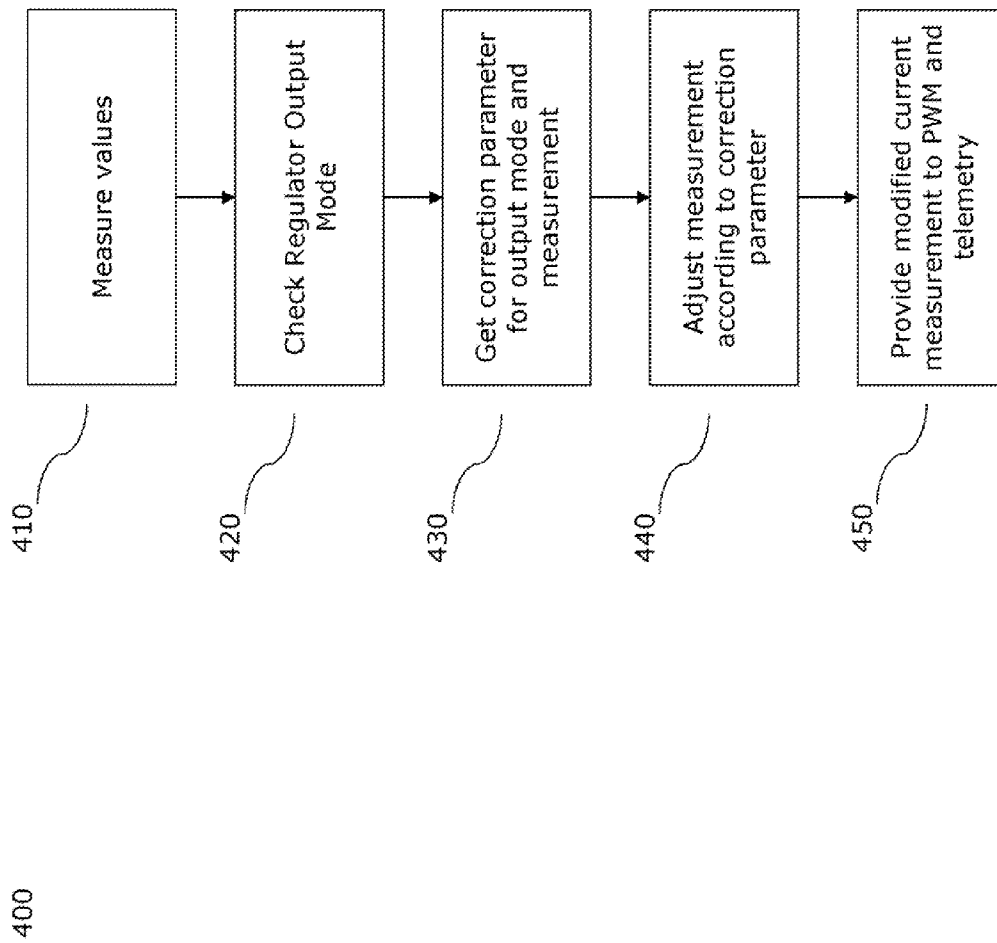 400
410
Measure values
420
Check Regulator Output
Mode
430
Get correction parameter
for output mode and
measurement
440
Adjust measurement
according to correction
parameter
450
Provide modified current
measurement to PWM and
telemetry